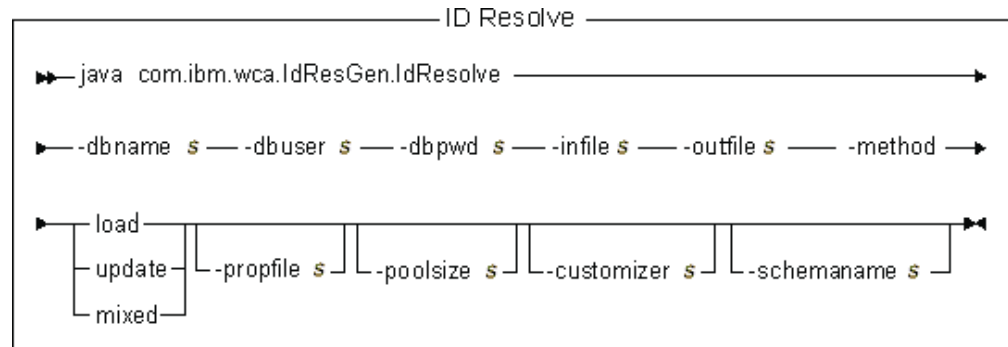 ID Resolve
java com.ibm.wca.IdResGen.IdResolve
-dbname s -dbuser s -dbpwd s -infile s -outfile s -method
load
update -propfile s -poolsize s -customizer s -schemaname s
mixed